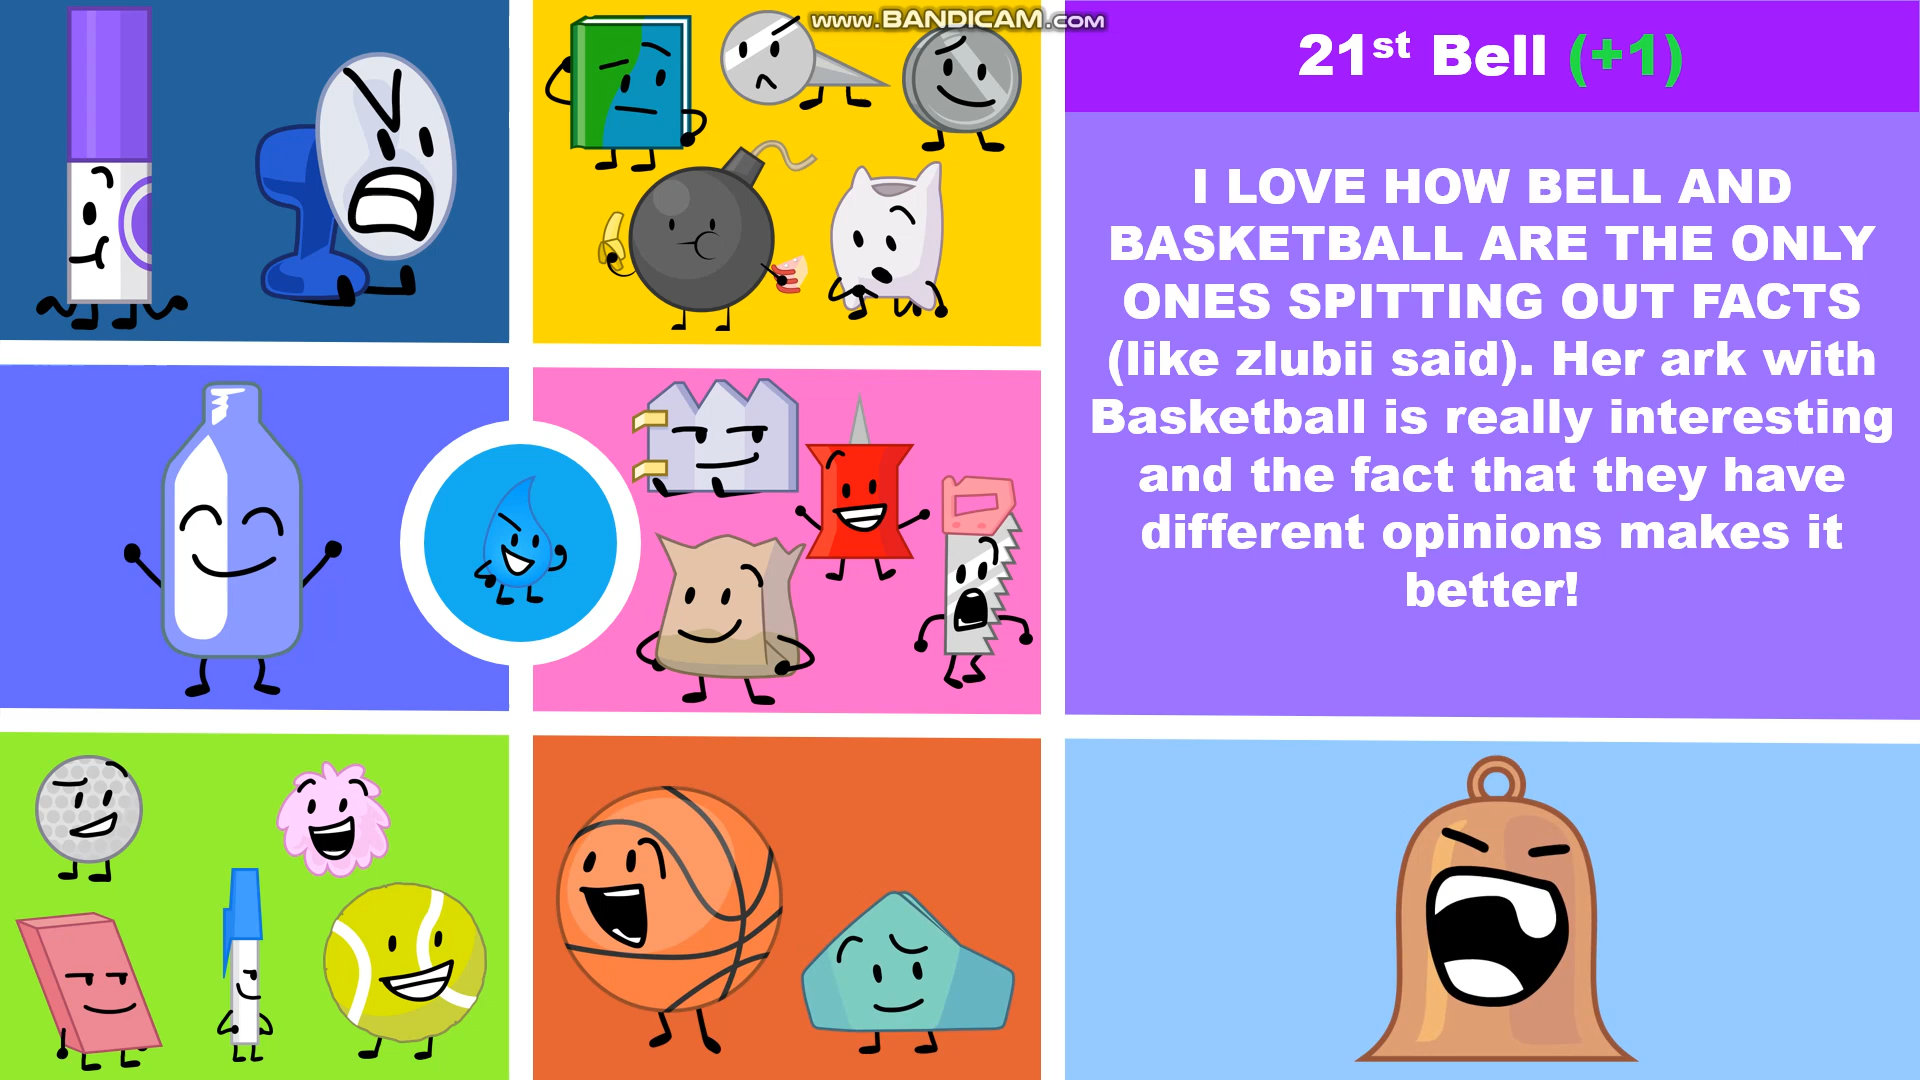 www.BANDICAM.com
21st Bell (+1)
I LOVE HOW BELL AND
BASKETBALL ARE THE ONLY
ONES SPITTING OUT FACTS
(like zlubii said). Her ark with
Basketball is really interesting
and the fact that they have
different opinions makes it
better!